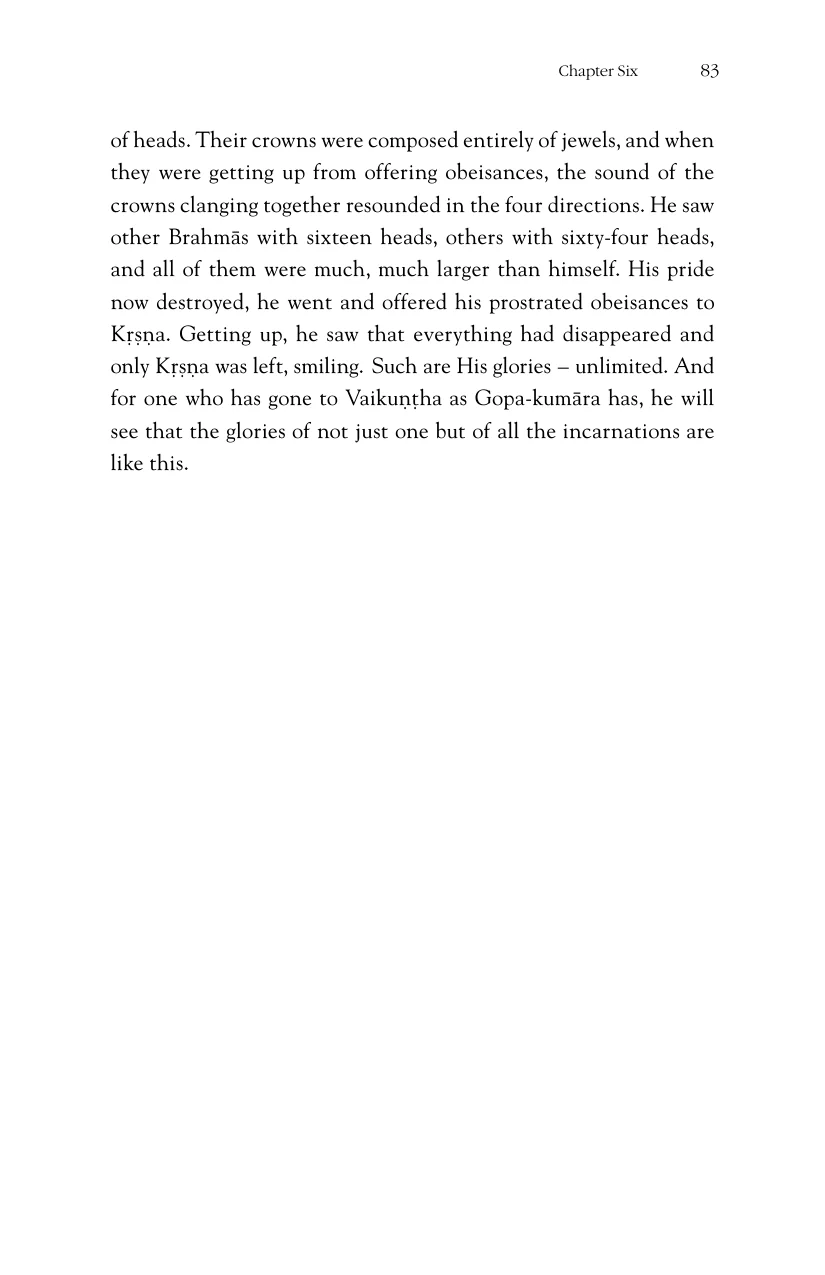 Chapter Six 83
of heads. Their crowns were composed entirely of jewels, and when
they were getting up from offering obeisances, the sound of the
crowns clanging together resounded in the four directions. He saw
other Brahmās with sixteen heads, others with sixty-four heads,
and all of them were much, much larger than himself. His pride
now destroyed, he went and offered his prostrated obeisances to
Kṛṣṇa. Getting up, he saw that everything had disappeared and
only Kṛṣṇa was left, smiling. Such are His glories – unlimited. And
for one who has gone to Vaikuṇṭha as Gopa-kumāra has, he will
see that the glories of not just one but of all the incarnations are
like this.